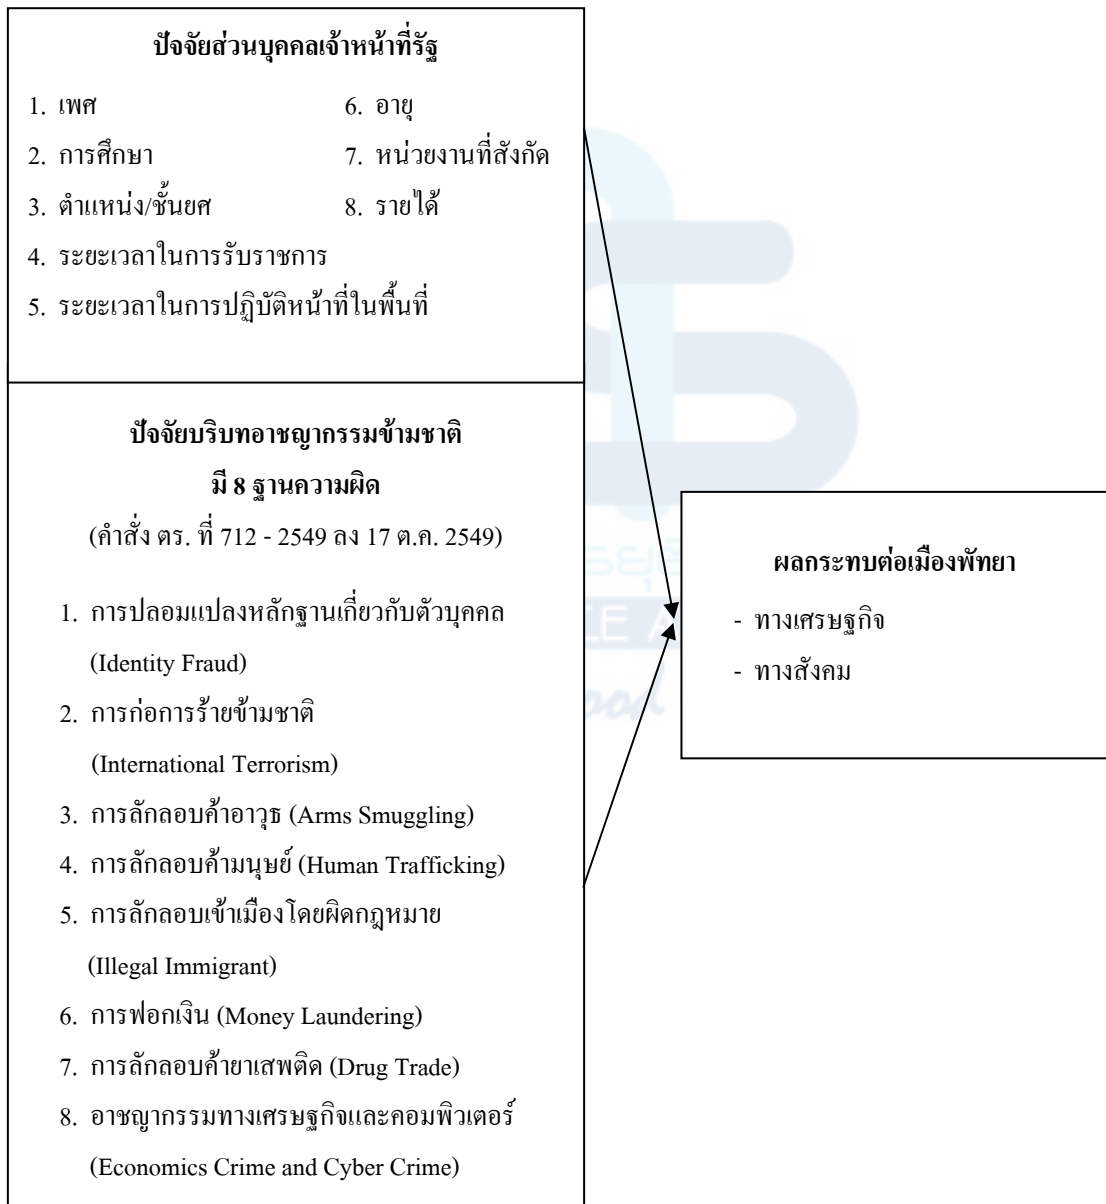 ปัจจัยส่วนบุคคลเจ้าหน้าที่รัฐ
1. เพศ 6. อายุ
2. การศึกษา 7. หน่วยงานที่สังกัด
3. ตำแหน่ง/ชั้นยศ 8. รายได้
4. ระยะเวลาในการรับราชการ
5. ระยะเวลาในการปฏิบัติหน้าที่ในพื้นที่
ปัจจัยบริบทอาชญากรรมข้ามชาติ
มี 8 ฐานความผิด
(คำสั่ง ตร. ที่ 712 - 2549 ลง 17 ต.ค. 2549)
1. การปลอมแปลงหลักฐานเกี่ยวกับตัวบุคคล
(Identity Fraud)
2. การก่อการร้ายข้ามชาติ
(International Terrorism)
3. การลักลอบค้าอาวุธ (Arms Smuggling)
4. การลักลอบค้ามนุษย์ (Human Trafficking)
5. การลักลอบเข้าเมืองโดยผิดกฎหมาย
(Illegal Immigrant)
6. การฟอกเงิน (Money Laundering)
7. การลักลอบค้ายาเสพติด (Drug Trade)
8. อาชญากรรมทางเศรษฐกิจและคอมพิวเตอร์
(Economics Crime and Cyber Crime)
ผลกระทบต่อเมืองพัทยา
- ทางเศรษฐกิจ
- ทางสังคม